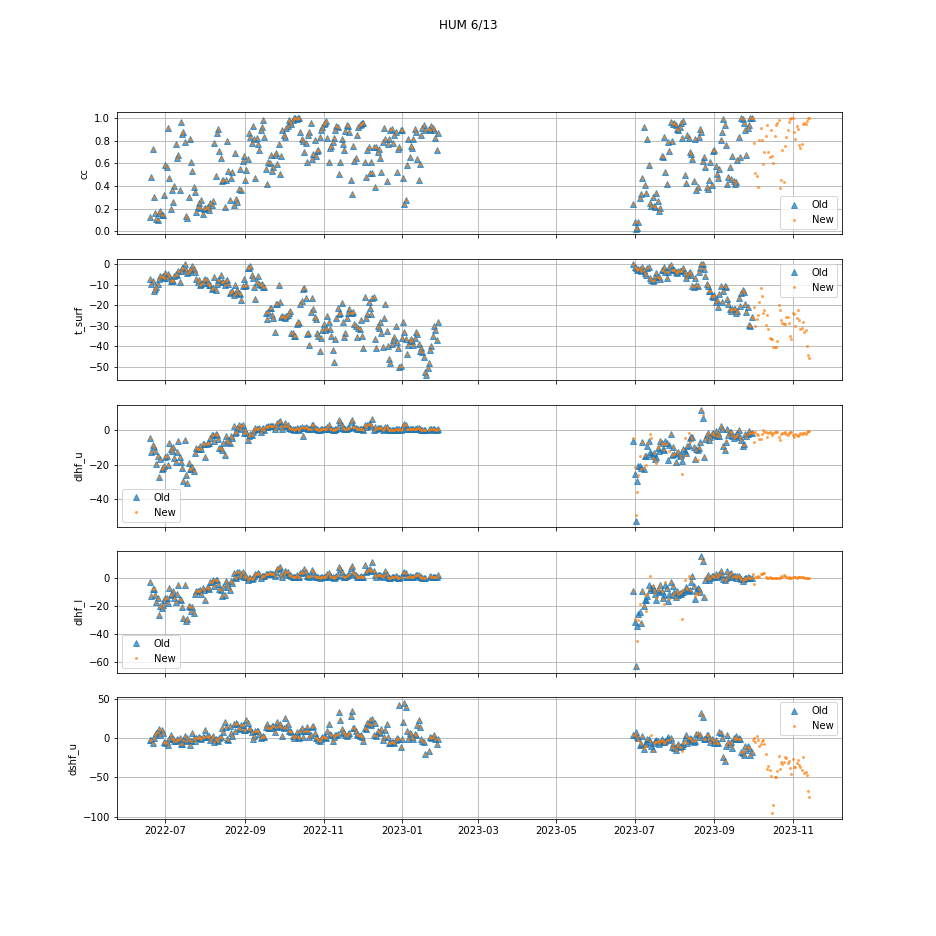 HUM 6/13
1.0
0.8
0.6
0.4
0.2
0.0
cc
Old
New
0
−10
−20
−30
−40
−50
t_surf
Old
New
0
−20
−40
dlhf_u
Old
New
0
−20
−40
−60
dlhf_l
Old
New
50
0
−50
−100
dshf_u
Old
New
2022-07
2022-09
2022-11
2023-01
2023-03
2023-05
2023-07
2023-09
2023-11